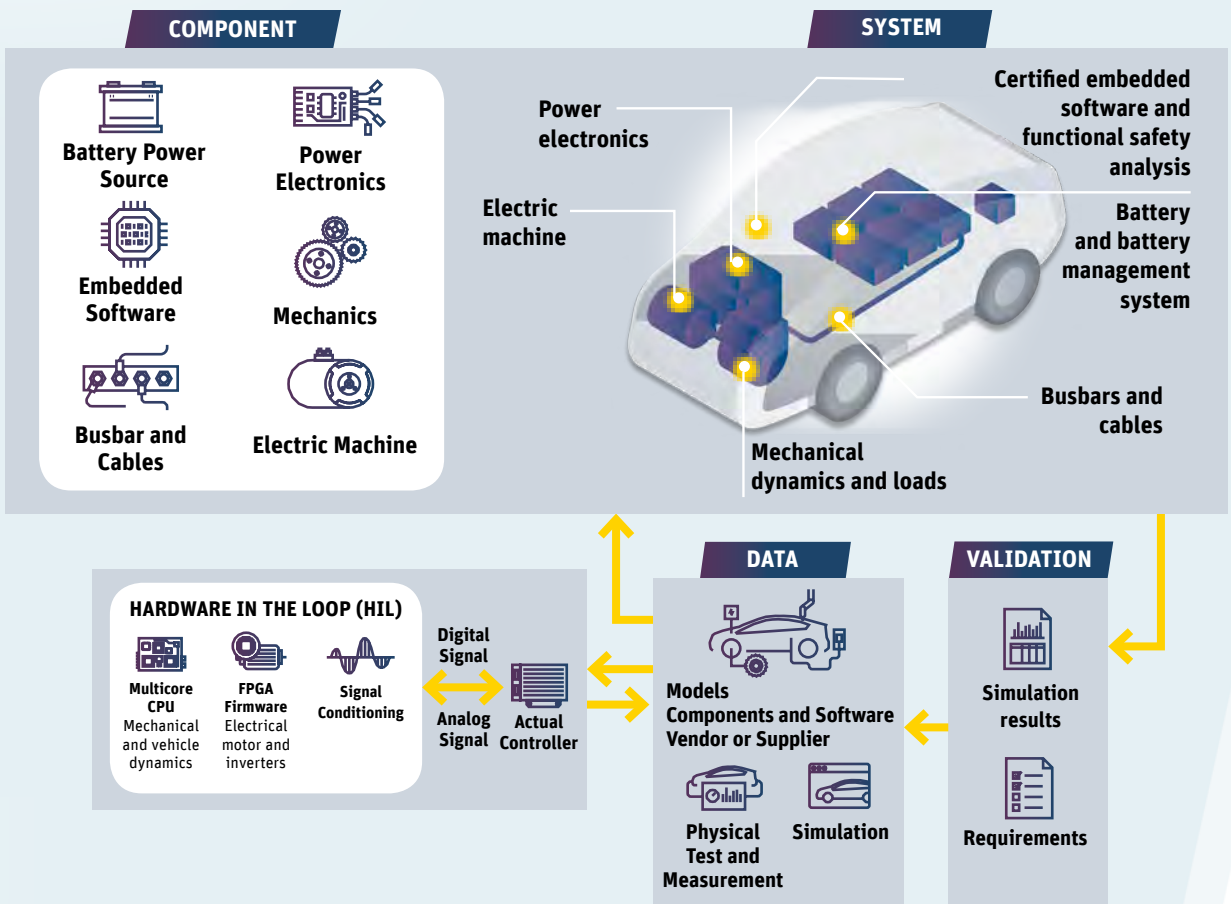 COMPONENT
Battery Power
Source
Power
Electronics
Embedded
Software
Mechanics
Busbar and
Cables
Electric Machine
SYSTEM
Power
electronics
Electric
machine
Certified embedded
software and
functional safety
analysis
Battery
and battery
management
system
Busbars and
cables
Mechanical
dynamics and loads
HARDWARE IN THE LOOP (HIL)
Multicore
CPU
Mechanical
and vehicle
dynamics
FPGA
Firmware
Electrical
motor and
inverters
Signal
Conditioning
Digital
Signal
Analog
Signal
Actual
Controller
DATA
Models
Components and Software
Vendor or Supplier
Physical
Test and
Measurement
Simulation
VALIDATION
Simulation
results
Requirements